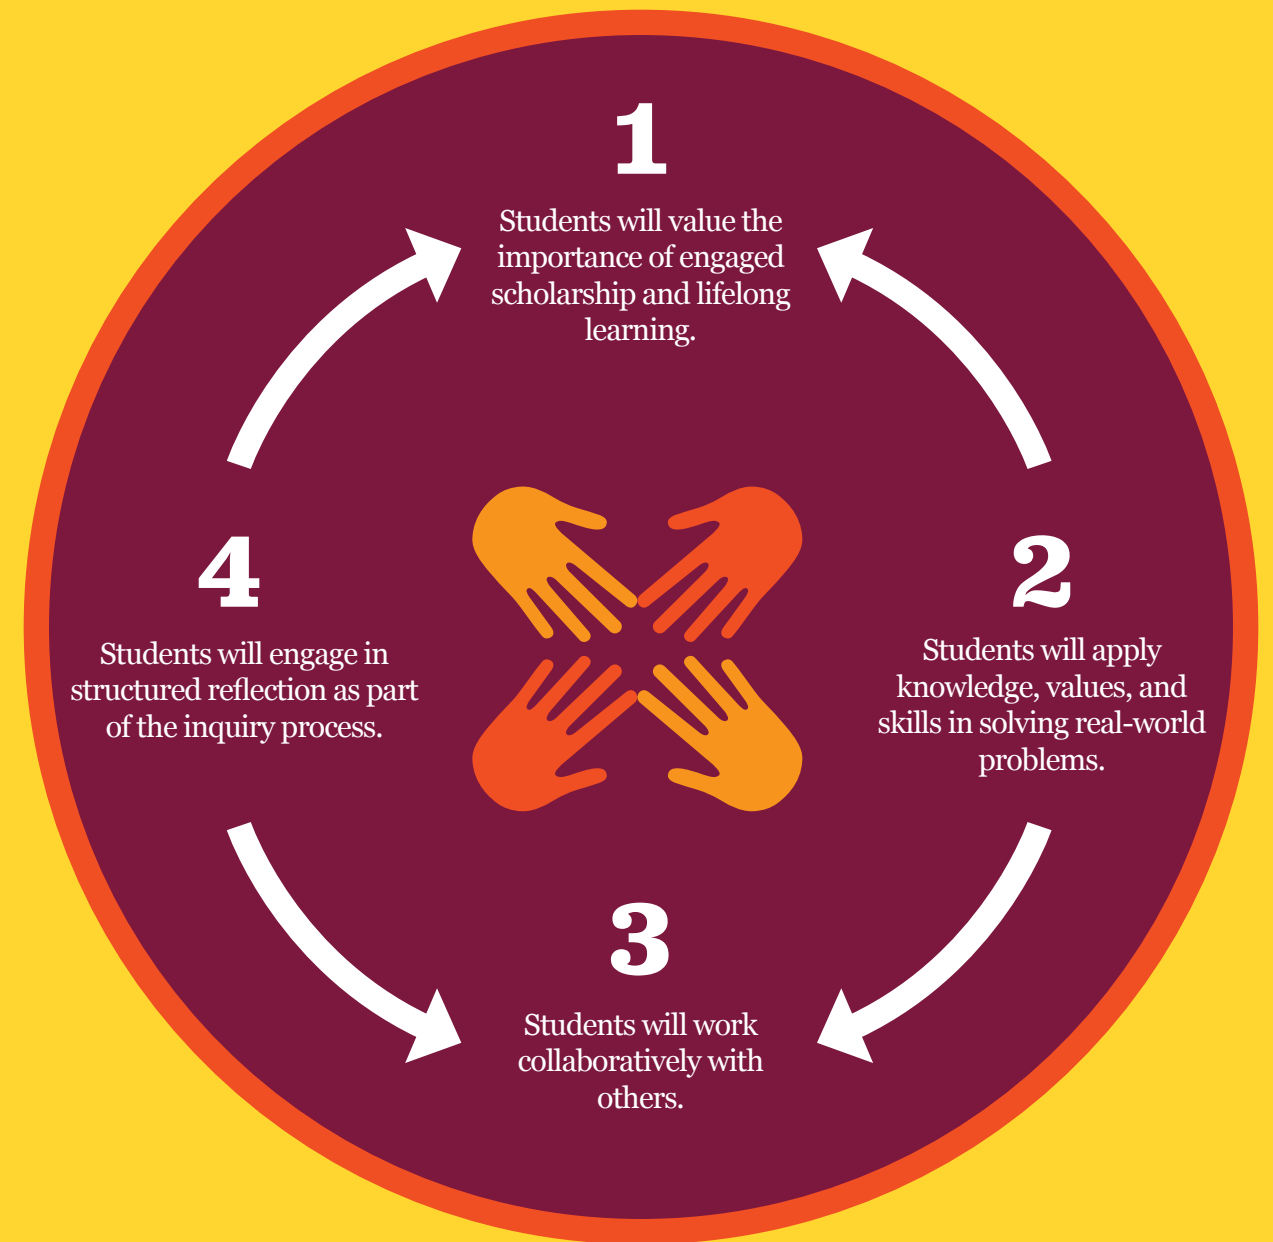 1
Students will value the
importance of engaged
scholarship and lifelong
learning.
2
Students will apply
knowledge, values, and
skills in solving real-world
problems.
3
Students will work
collaboratively with
others.
4
Students will engage in
structured reflection as part
of the inquiry process.